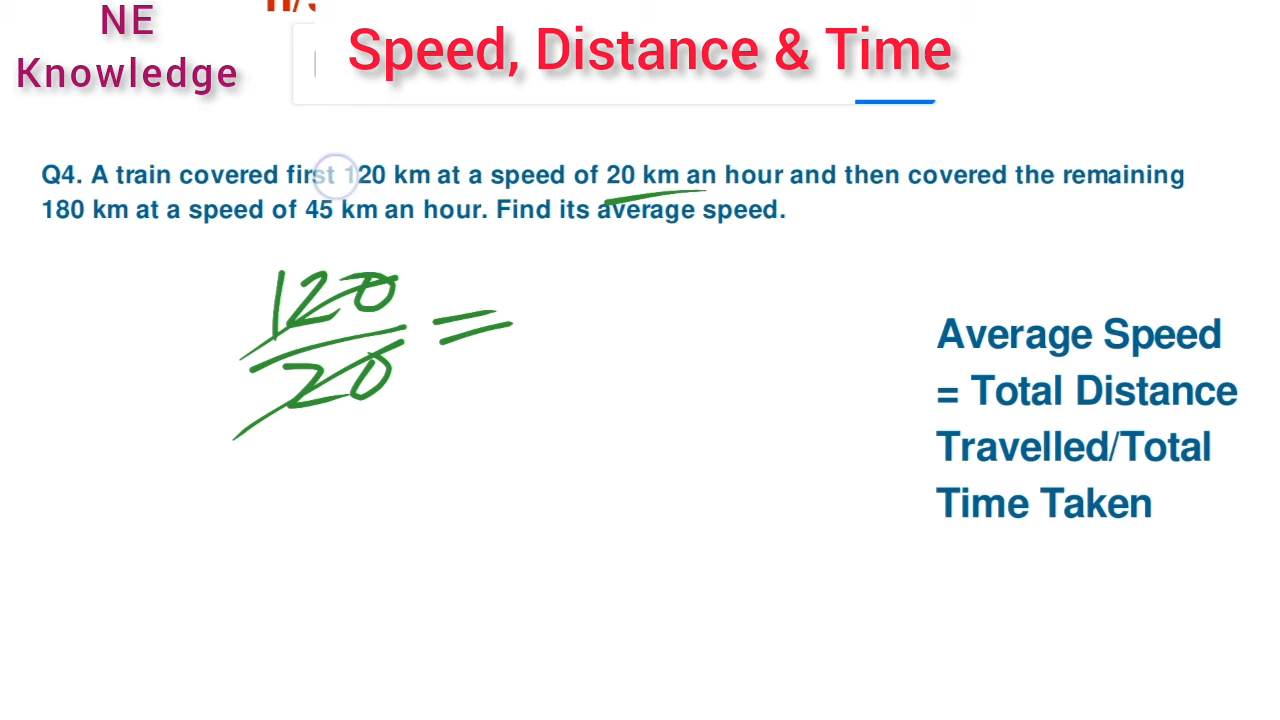 NE
Knowledge
Speed, Distance & Time
Q4. A train covered first 120 km at a speed of 20 km an hour and then covered the remaining
180 km at a speed of 45 km an hour. Find its average speed.
120
20
=
Average Speed
= Total Distance
Travelled/Total
Time Taken